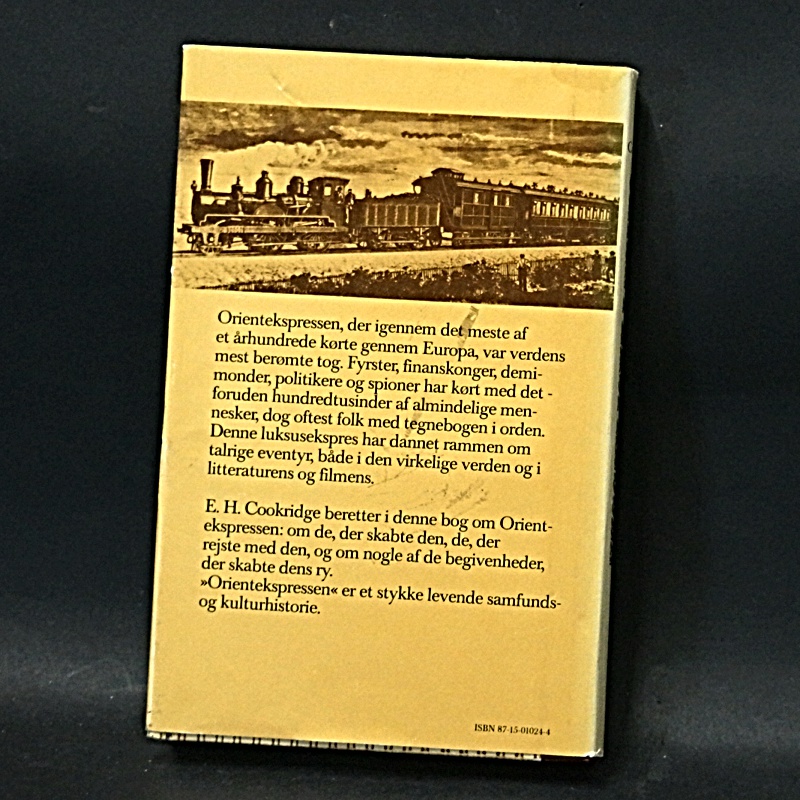 Orientekspressen, der igennem det meste af
et århundrede kørte gennem Europa, var verdens
mest berømte tog. Fyrster, finanskonger, demi-
monder, politikere og spioner har kørt med det -
foruden hundredtusinder af almindelige men-
nesker, dog oftest folk med tegnebogen i orden.
Denne luksusekspres har dannet rammen om
talrige eventyr, både i den virkelige verden og i
litteraturens og filmens.
E. H. Cookridge beretter i denne bog om Orient-
ekspressen: om de, der skabte den, de, der
rejste med den, og om nogle af de begivenheder,
der skabte dens ry.
»Orientekspressen« er et stykke levende samfunds-
og kulturhistorie.
ISBN 87-15-01024-4